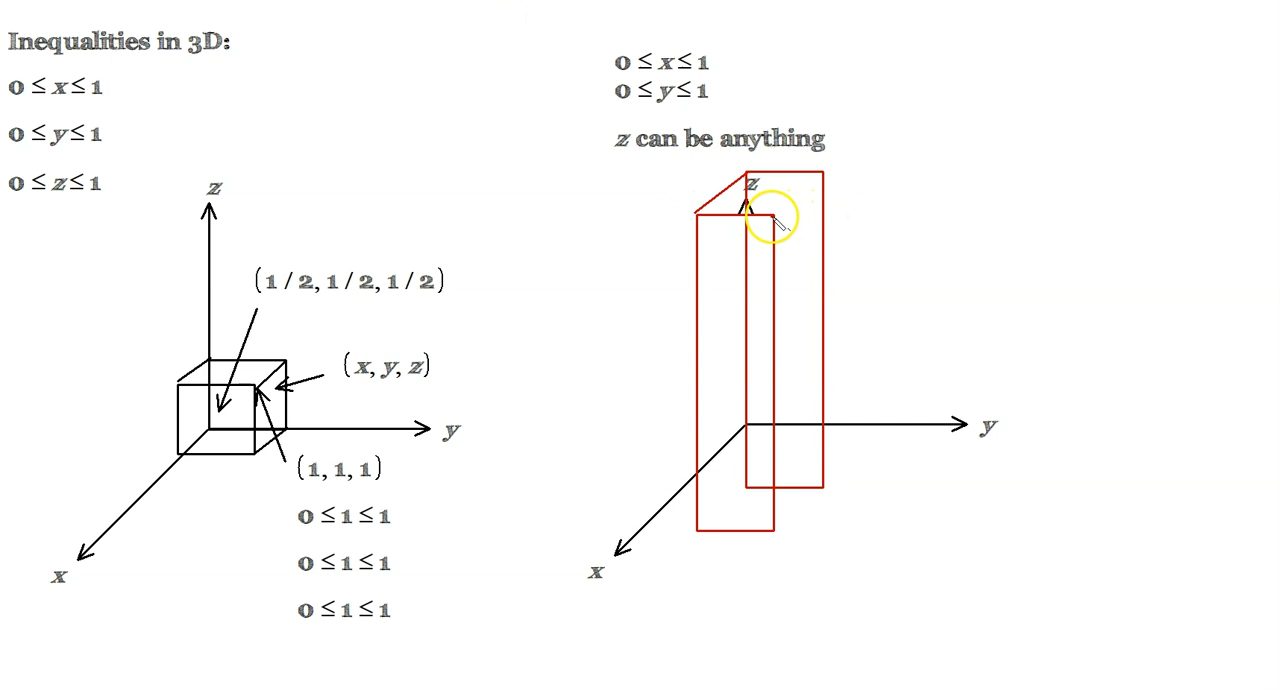 Inequalities in 3D:
0 ≤ x ≤ 1
0 ≤ y ≤ 1
0 ≤ z ≤ 1
z
(1/2, 1/2, 1/2)
(x, y, z)
y
(1, 1, 1)
0 ≤ 1 ≤ 1
0 ≤ 1 ≤ 1
0 ≤ 1 ≤ 1
x
0 ≤ x ≤ 1
0 ≤ y ≤ 1
z can be anything
z
y
x